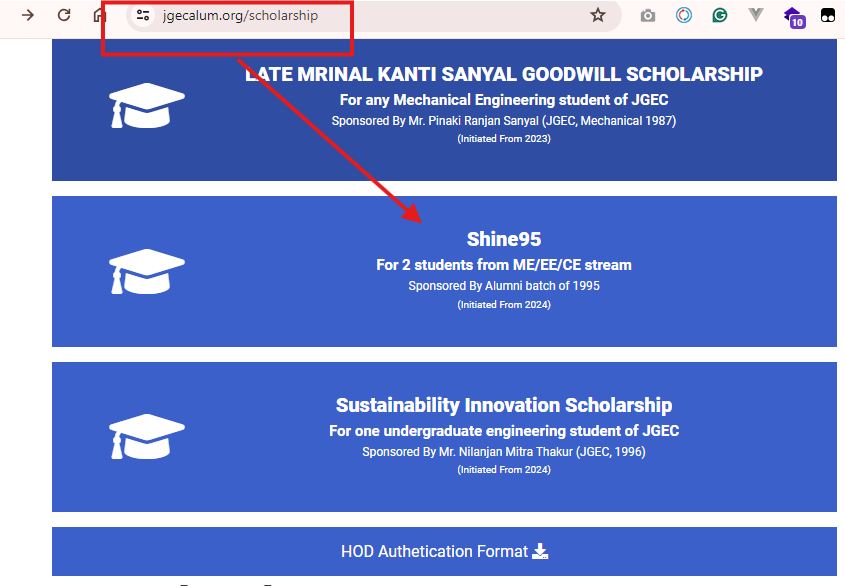 jgecalum.org/scholarship
10
LATE MRINAL KANTI SANYAL GOODWILL SCHOLARSHIP
For any Mechanical Engineering student of JGEC
Sponsored By Mr. Pinaki Ranjan Sanyal (JGEC, Mechanical 1987)
(Initiated From 2023)
Shine95
For 2 students from ME/EE/CE stream
Sponsored By Alumni batch of 1995
(Initiated From 2024)
Sustainability Innovation Scholarship
For one undergraduate engineering student of JGEC
Sponsored By Mr. Nilanjan Mitra Thakur (JGEC, 1996)
(Initiated From 2024)
HOD Authetication Format